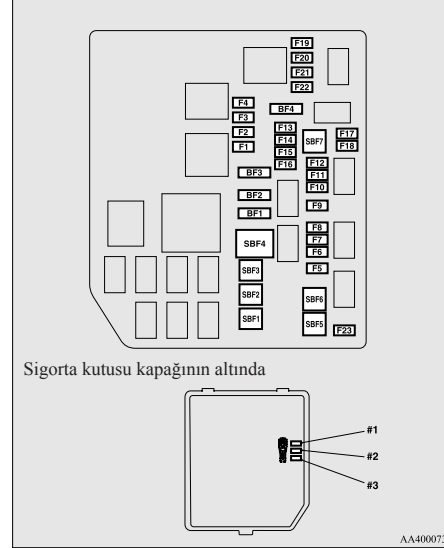 F19
F20
F21
F22
F4
F3
F2
F1
BF4
F13
F14
F15
F16
SBF7
F17
F18
BF3
F12
F11
F10
BF2
F9
BF1
F8
F7
F6
SBF4
F5
SBF3
SBF2
SBF6
SBF1
SBF5
F23
Sigorta kutusu kapağının altında
#1
#2
#3